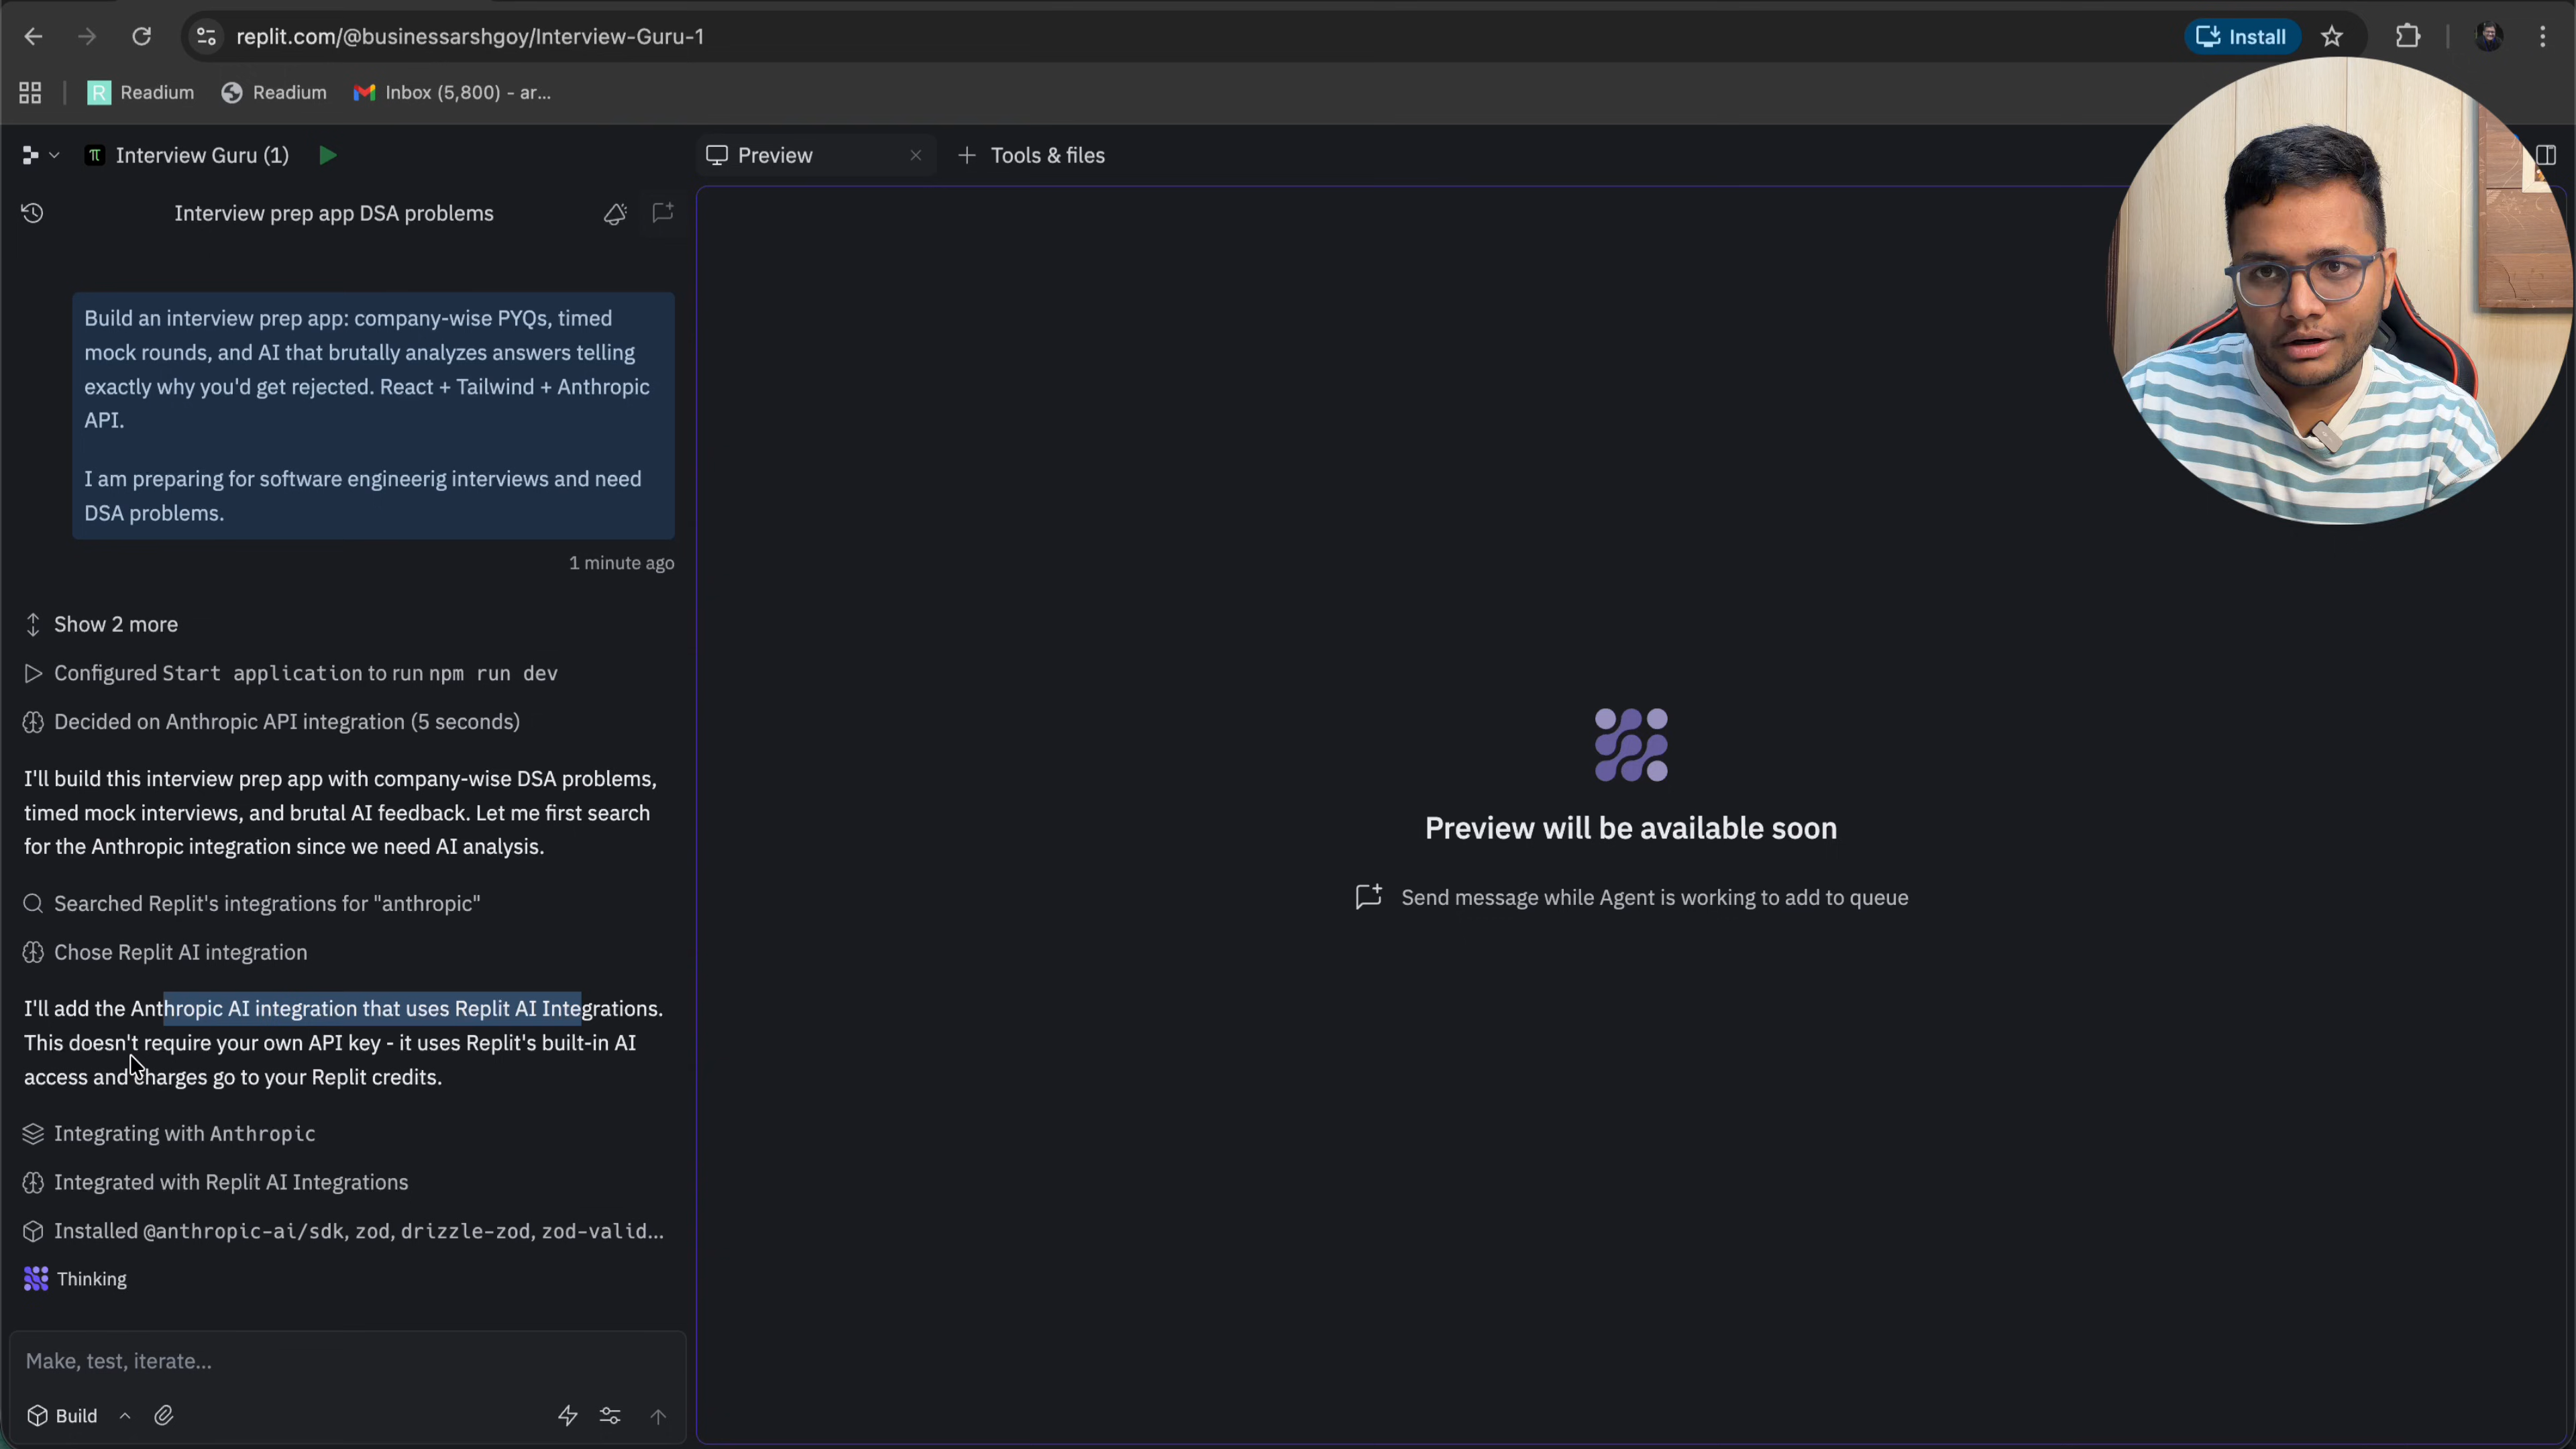 replit.com/@businessarshgoy/Interview-Guru-1
Install
R Readium
Readium
Inbox (5,800) - ar...
π Interview Guru (1)
Preview
Tools & files
Interview prep app DSA problems
Build an interview prep app: company-wise PYQs, timed
mock rounds, and AI that brutally analyzes answers telling
exactly why you'd get rejected. React + Tailwind + Anthropic
API.
I am preparing for software engineerig interviews and need
DSA problems.
1 minute ago
Show 2 more
Configured Start application to run npm run dev
Decided on Anthropic API integration (5 seconds)
I'll build this interview prep app with company-wise DSA problems,
timed mock interviews, and brutal AI feedback. Let me first search
for the Anthropic integration since we need AI analysis.
Searched Replit's integrations for "anthropic"
Chose Replit AI integration
I'll add the Anthropic AI integration that uses Replit AI Integrations.
This doesn't require your own API key - it uses Replit's built-in AI
access and charges go to your Replit credits.
Integrating with Anthropic
Integrated with Replit AI Integrations
Installed @anthropic-ai/sdk, zod, drizzle-zod, zod-valid...
Thinking
Make, test, iterate...
Build
Preview will be available soon
Send message while Agent is working to add to queue